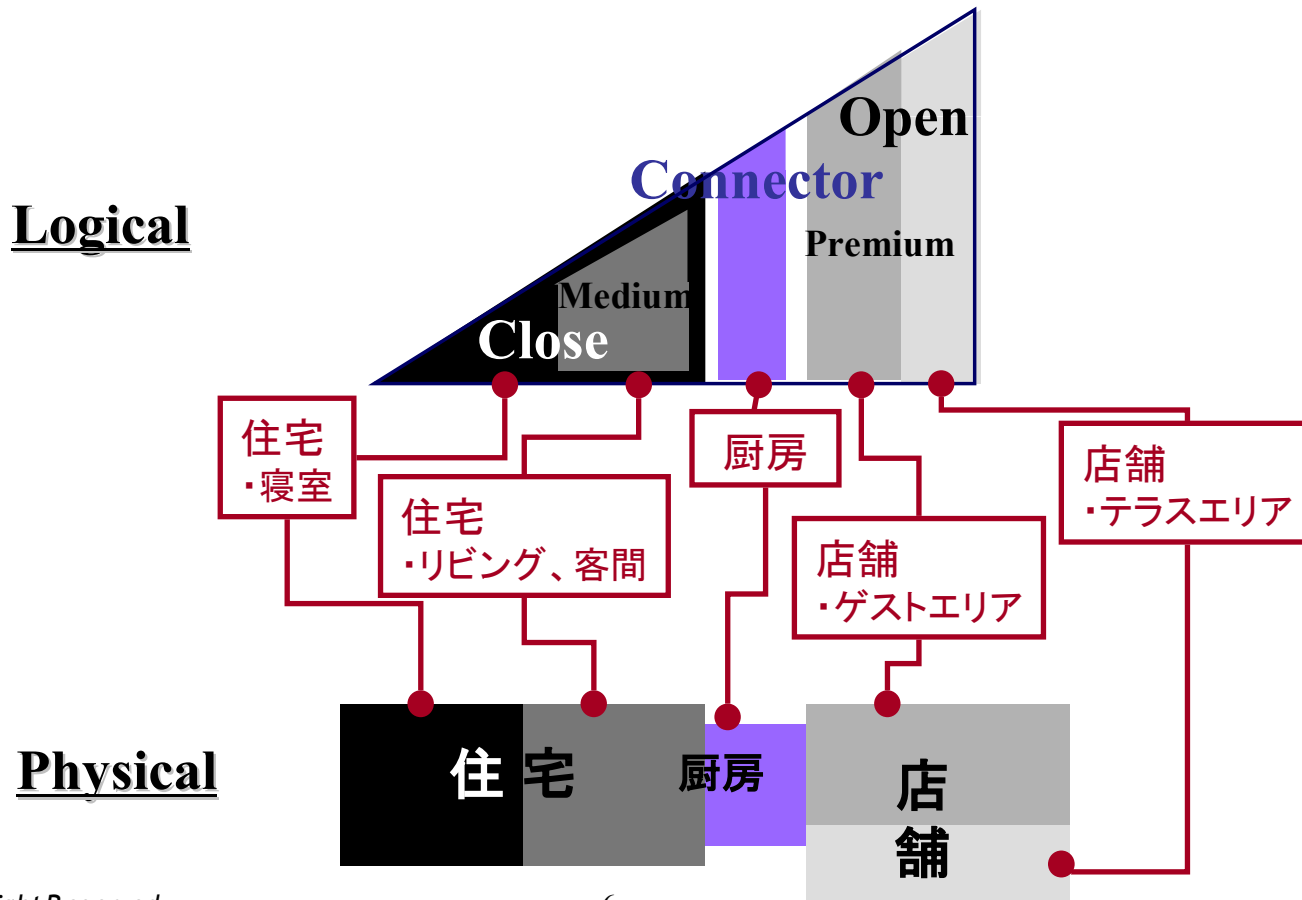 Open
Connector
Logical
Premium
Medium
Close
住宅
・寝室
住宅
・リビング、客間
厨房
店舗
・ゲストエリア
店舗
・テラスエリア
Physical
住宅
厨房
店
舗